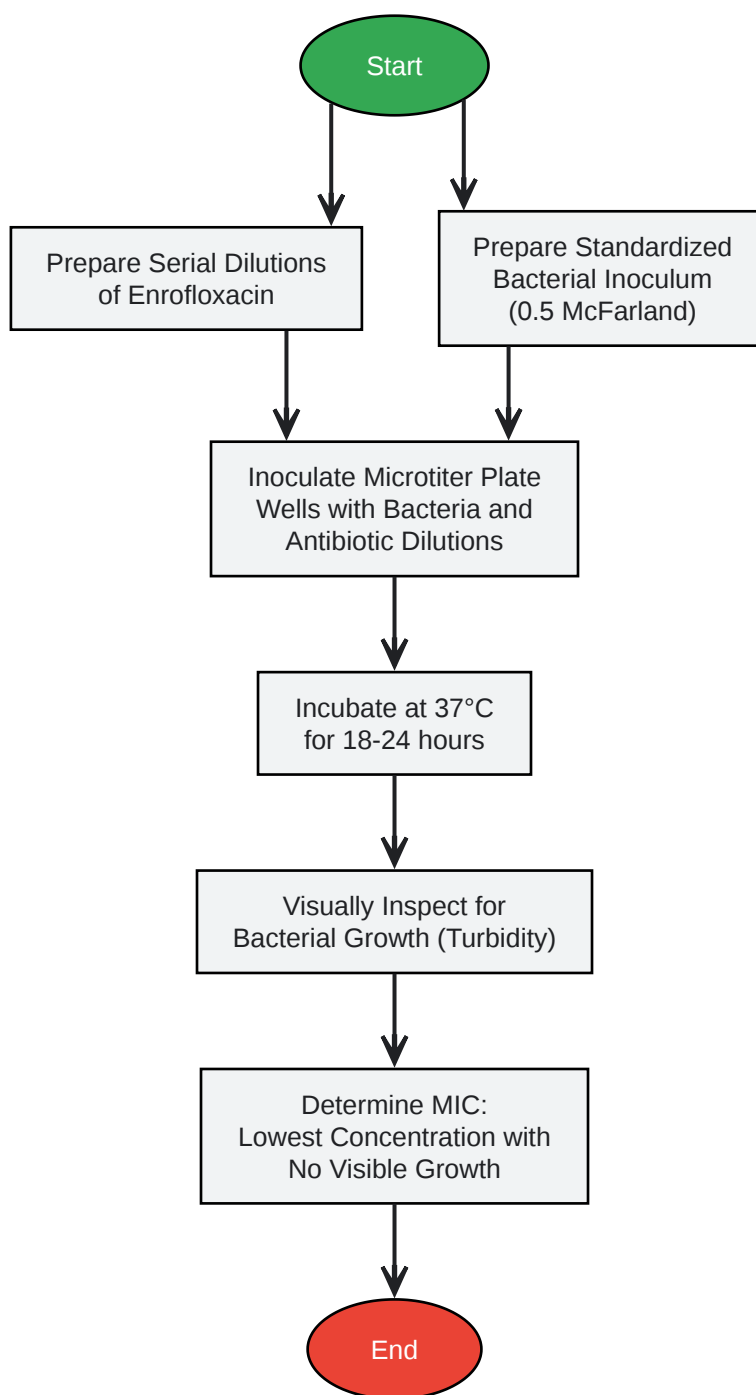 Start
Prepare Serial Dilutions
of Enrofloxacin
Prepare Standardized
Bacterial Inoculum
(0.5 McFarland)
Inoculate Microtiter Plate
Wells with Bacteria and
Antibiotic Dilutions
Incubate at 37°C
for 18-24 hours
Visually Inspect for
Bacterial Growth (Turbidity)
Determine MIC:
Lowest Concentration with
No Visible Growth
End